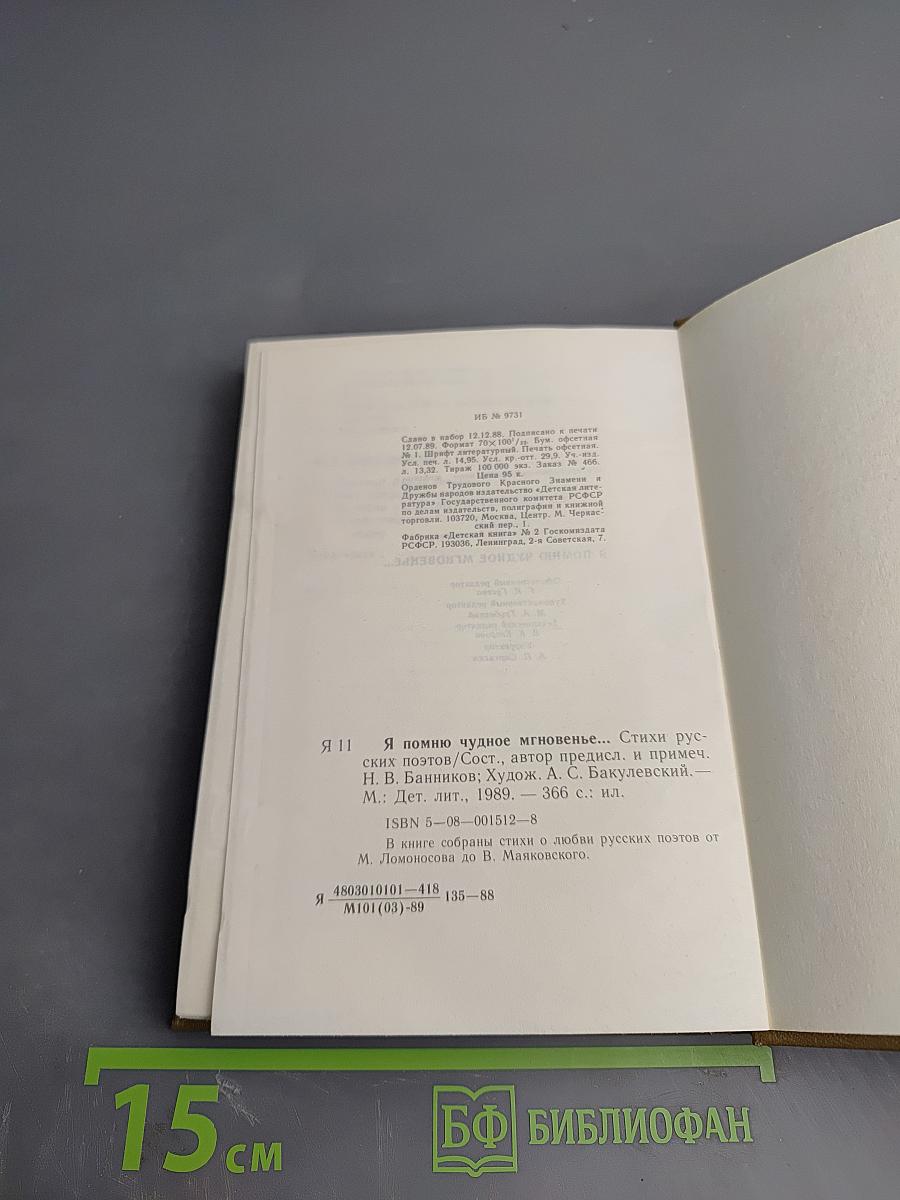 ИБ № 9731
Сдано в набор 12.12.88. Подписано к печати
12.07.89. Формат 70×100¹/₃₂. Бум. офсетная
№ 1. Шрифт литературный. Печать офсетная.
Усл. печ. л. 14,95. Усл. кр.-отт. 29,9. Уч.-изд.
л. 13,32. Тираж 100 000 экз. Заказ № 466.
Цена 95 к.
Орденов Трудового Красного Знамени и
Дружбы народов издательство «Детская лите-
ратура» Государственного комитета РСФСР
по делам издательств, полиграфии и книжной
торговли. 103720, Москва, Центр. М. Черкас-
ский пер., 1.
Фабрика «Детская книга» № 2 Госкомиздата
РСФСР. 193036, Ленинград, 2-я Советская, 7.
Я ПОМНЮ ЧУДНОЕ МГНОВЕНЬЕ...
Я 11 Я помню чудное мгновенье... Стихи рус-
ских поэтов/Сост., автор предисл. и примеч.
Н. В. Банников; Худож. А. С. Бакулевский.—
М.: Дет. лит., 1989. — 366 с.: ил.
ISBN 5—08—001512—8
В книге собраны стихи о любви русских поэтов от
М. Ломоносова до В. Маяковского.
Я 4803010101—418 135—88
М101(03)-89
15 см
БФ БИБЛИОФАН